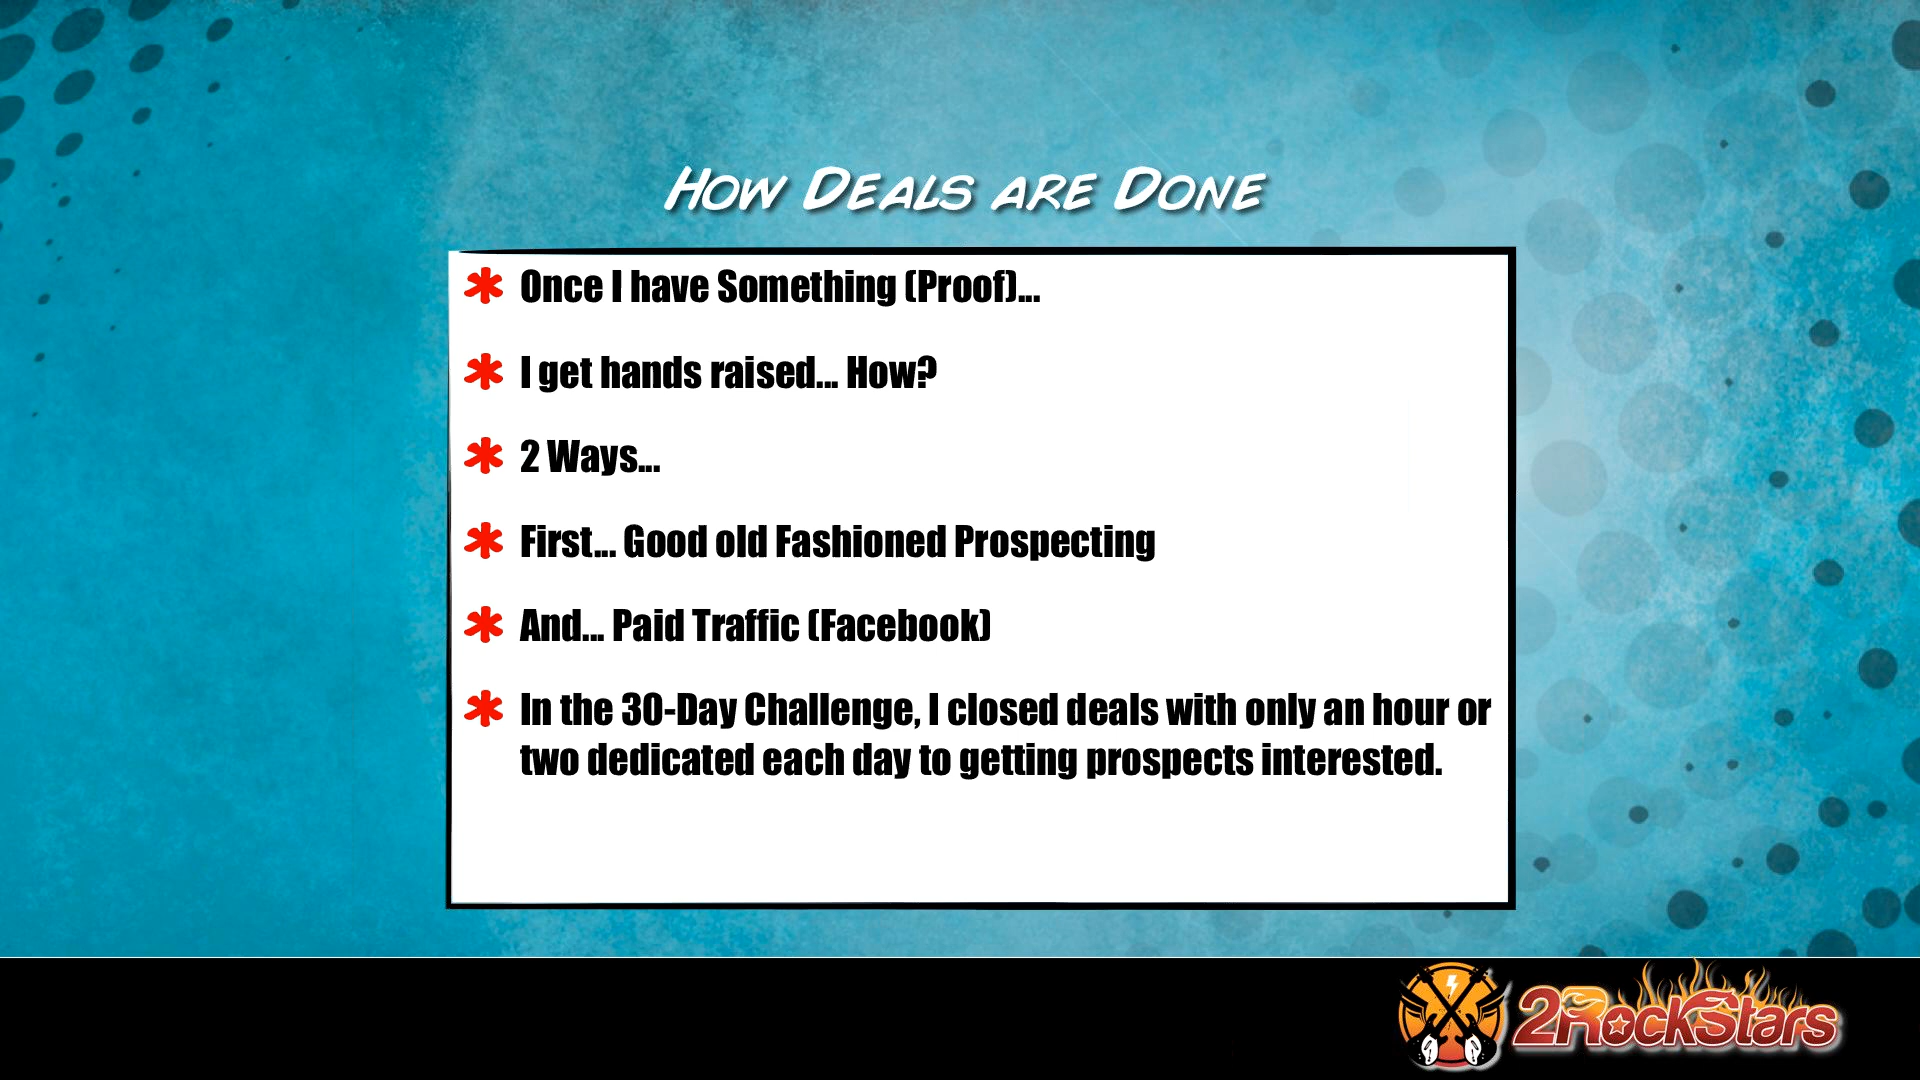 How Deals are Done
Once I have Something (Proof)...
I get hands raised... How?
2 Ways...
First... Good old Fashioned Prospecting
And... Paid Traffic (Facebook)
In the 30-Day Challenge, I closed deals with only an hour or
two dedicated each day to getting prospects interested.
2RockStars